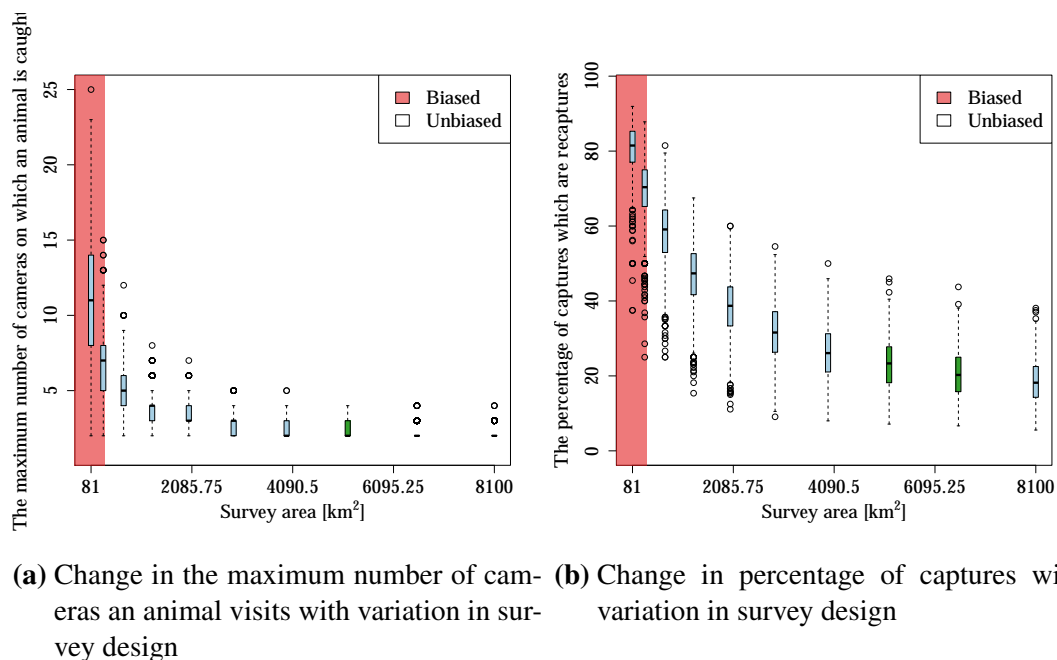 The maximum number of cameras on which an animal is caught
25
20
15
10
5
Biased
Unbiased
81
2085.75
4090.5
6095.25
8100
Survey area [km²]
The percentage of captures which are recaptures
100
80
60
40
20
0
Biased
Unbiased
81
2085.75
4090.5
6095.25
8100
Survey area [km²]
(a) Change in the maximum number of cam-
eras an animal visits with variation in sur-
vey design
(b) Change in percentage of captures wi
variation in survey design